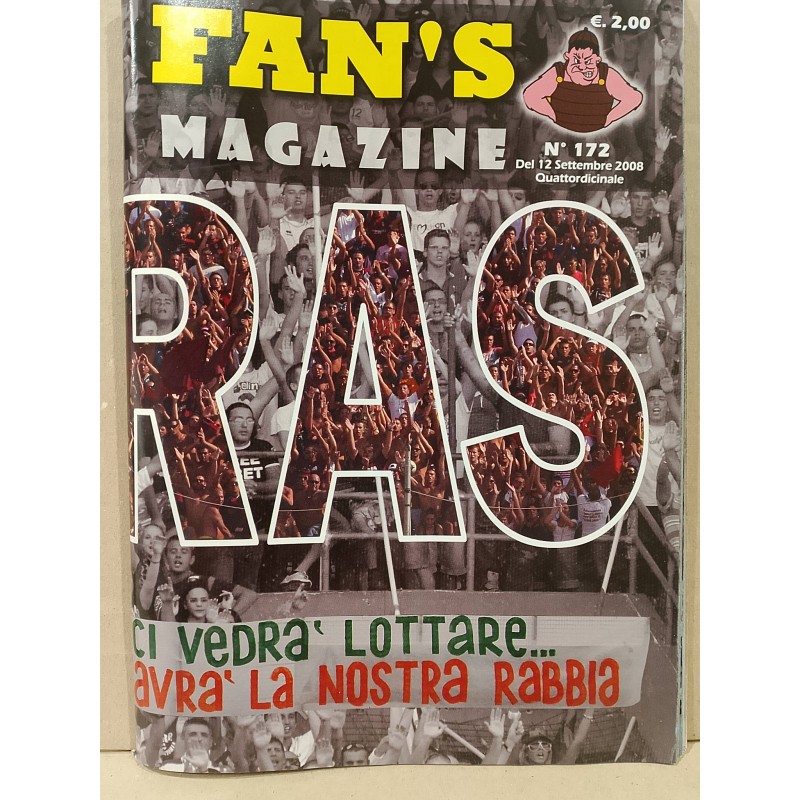 FAN'S
€. 2,00
MAGAZINE
N° 172
Del 12 Settembre 2008
Quattordicinale
RAS
CI VEDRA' LOTTARE...
AVRA' LA NOSTRA RABBIA